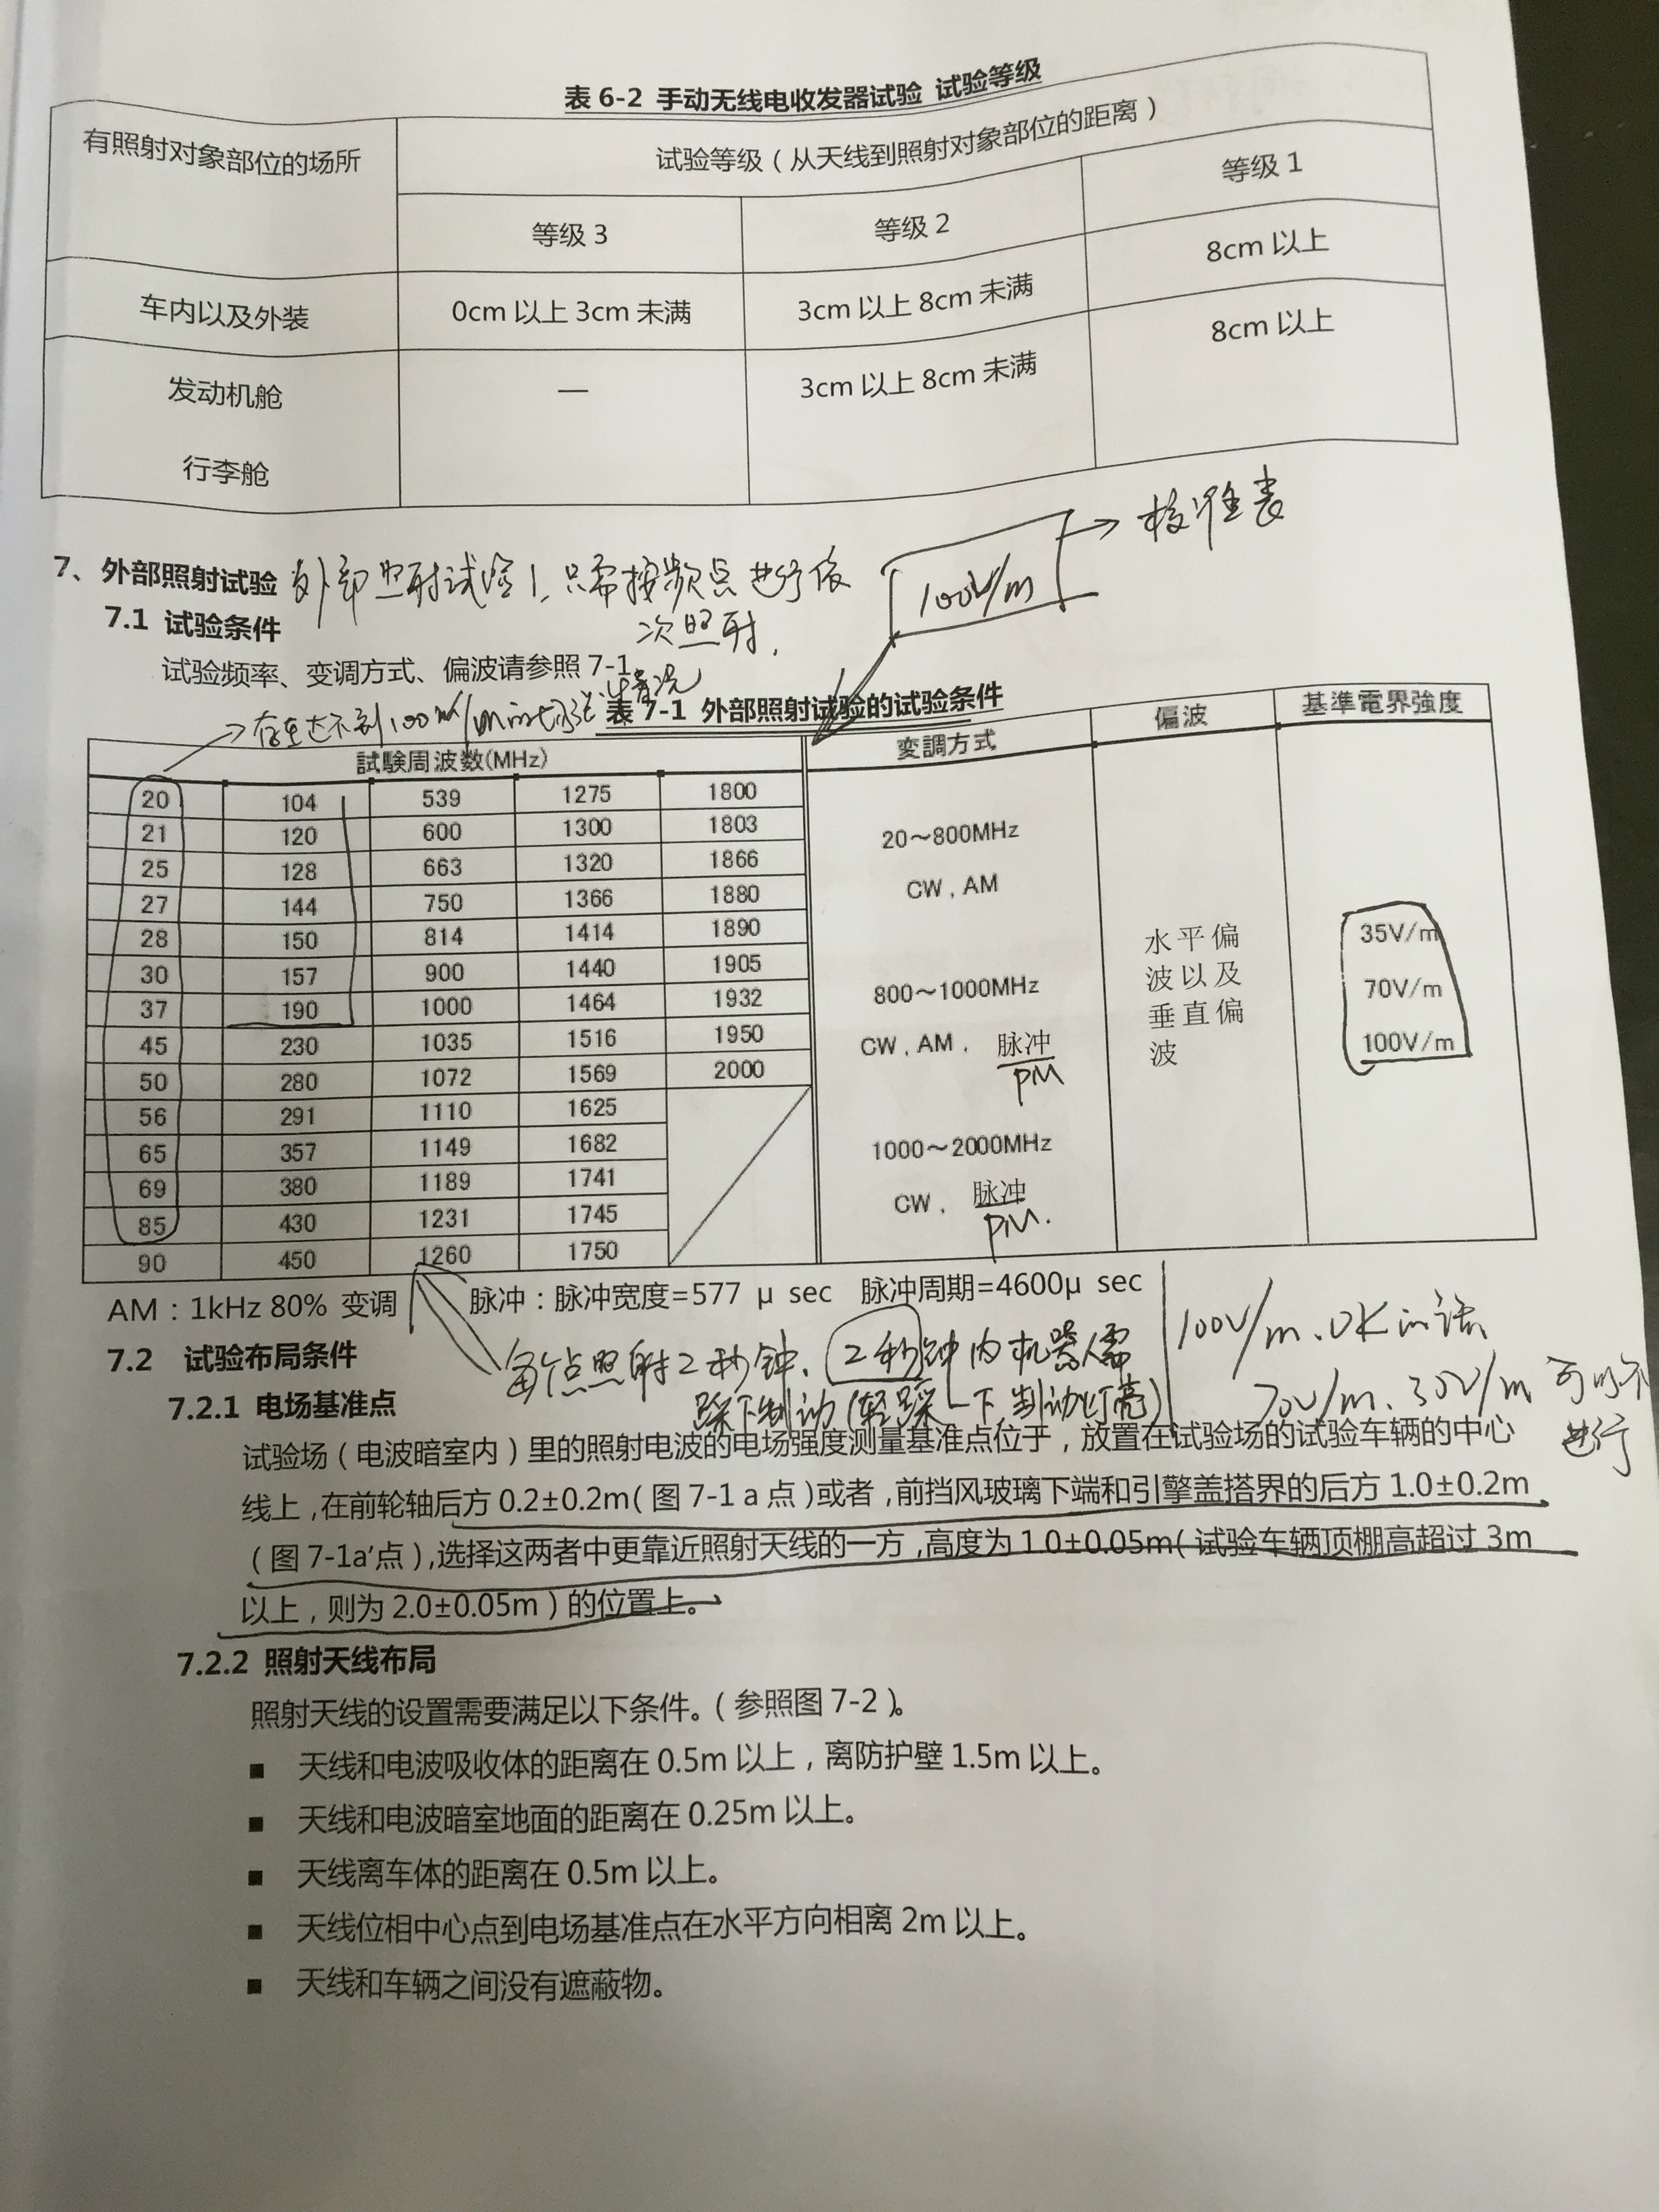 表 6-2 手动无线电收发器试验 试验等级
有照射对象部位的场所 试验等级（从天线到照射对象部位的距离）
等级 3 等级 2 等级 1
车内以及外装 0cm 以上 3cm 未满 3cm 以上 8cm 未满 8cm 以上
发动机舱 — 3cm 以上 8cm 未满 8cm 以上
行李舱
100V/m → 校准表
7、外部照射试验 外部照射试验！只需按频点进行依
次照射.
7.1 试验条件
试验频率、变调方式、偏波请参照 7-1
→存在达不到100V/m的 情况
表 7-1 外部照射试验的试验条件
試験周波数(MHz) 変調方式 偏波 基準電界強度
20 104 539 1275 1800
21 120 600 1300 1803
25 128 663 1320 1866
27 144 750 1366 1880
28 150 814 1414 1890
30 157 900 1440 1905
37 190 1000 1464 1932
45 230 1035 1516 1950
50 280 1072 1569 2000
56 291 1110 1625
65 357 1149 1682
69 380 1189 1741
85 430 1231 1745
90 450 1260 1750
20～800MHz
CW , AM
800～1000MHz
CW , AM , 脉冲
PM
1000～2000MHz
CW , 脉冲
PM.
水平偏
波以及
垂直偏
波
35V/m
70V/m
100V/m
AM：1kHz 80% 变调 脉冲：脉冲宽度=577 μ sec 脉冲周期=4600μ sec
每个点照射2秒钟、2秒钟内机器人需
踩下制动（轻踩一下制动灯亮）
100V/m、OK的话
70V/m、30V/m 可以不
进行
7.2 试验布局条件
7.2.1 电场基准点
试验场（电波暗室内）里的照射电波的电场强度测量基准点位于，放置在试验场的试验车辆的中心
线上，在前轮轴后方 0.2±0.2m（图 7-1 a 点）或者，前挡风玻璃下端和引擎盖搭界的后方 1.0±0.2m
（图 7-1a’点），选择这两者中更靠近照射天线的一方，高度为 1.0±0.05m（试验车辆顶棚高超过 3m
以上，则为 2.0±0.05m）的位置上。
7.2.2 照射天线布局
照射天线的设置需要满足以下条件。（参照图 7-2）。
■ 天线和电波吸收体的距离在 0.5m 以上，离防护壁 1.5m 以上。
■ 天线和电波暗室地面的距离在 0.25m 以上。
■ 天线离车体的距离在 0.5m 以上。
■ 天线位相中心点到电场基准点在水平方向相离 2m 以上。
■ 天线和车辆之间没有遮蔽物。